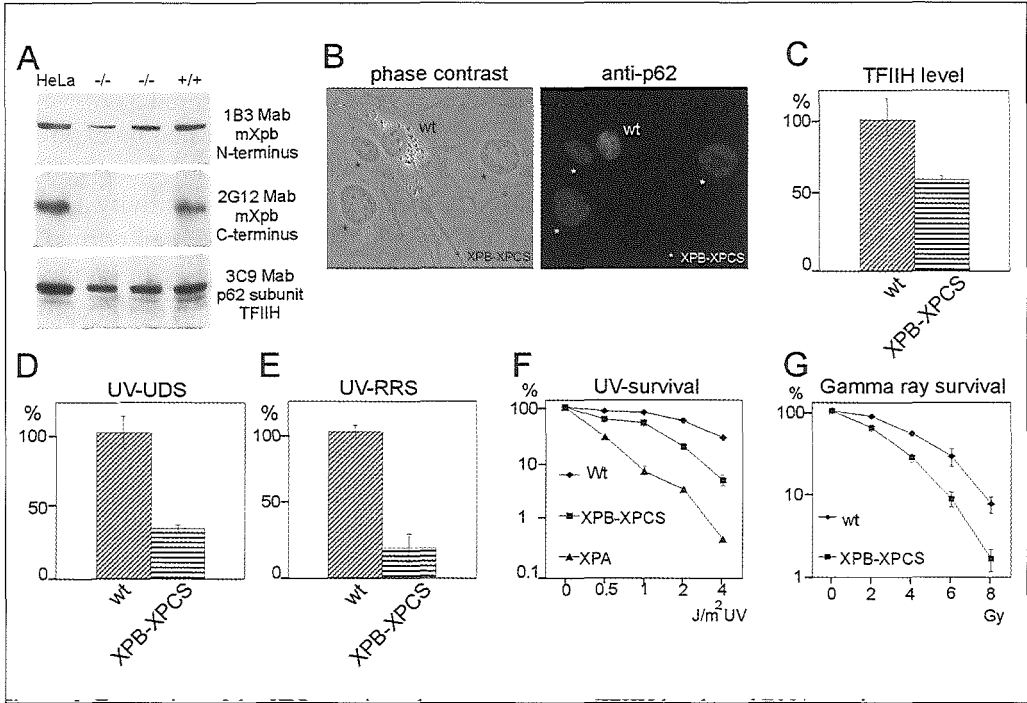 A
HeLa -/- -/- +/+
1B3 Mab
mXpb
N-terminus
2G12 Mab
mXpb
C-terminus
3C9 Mab
p62 subunit
TFIIH
B
phase contrast
anti-p62
wt
* XPB-XPCS
wt
* XPB-XPCS
C
TFIIH level
%
100
50
0
wt
XPB-XPCS
D
UV-UDS
%
100
50
0
wt
XPB-XPCS
E
UV-RRS
%
100
50
0
wt
XPB-XPCS
F
UV-survival
%
100
10
1
0.1
Wt
XPB-XPCS
XPA
0 0.5 1 2 4
J/m² UV
G
Gamma ray survival
%
100
10
1
wt
XPB-XPCS
0 2 4 6 8
Gy